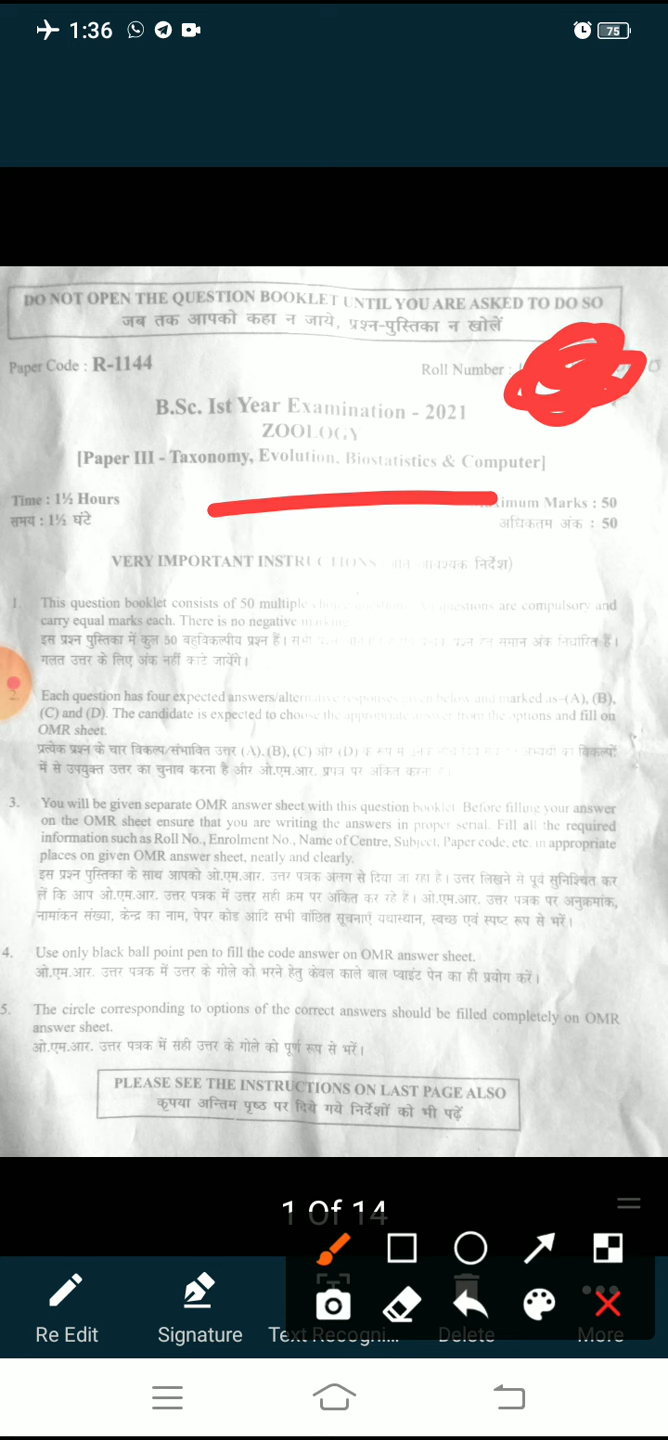 1:36
75
DO NOT OPEN THE QUESTION BOOKLET UNTIL YOU ARE ASKED TO DO SO
जब तक आपको कहा न जाये, प्रश्न-पुस्तिका न खोलें
Paper Code : R-1144
Roll Number :
B.Sc. Ist Year Examination - 2021
ZOOLOGY
[Paper III - Taxonomy, Evolution, Biostatistics & Computer]
Time : 1½ Hours
Marks : 50
समय : 1½ घंटे
अधिकतम अंक : 50
VERY IMPORTANT INSTRUCTIONS आवश्यक निर्देश)
1. This question booklet consists of 50 multiple questions are compulsory and
carry equal marks each. There is no negative marking.
इस प्रश्न पुस्तिका में कुल 50 बहुविकल्पीय प्रश्न हैं। समान अंक निर्धारित हैं।
गलत उत्तर के लिए अंक नहीं काटे जावेंगे।
2. Each question has four expected answers/alternative responses given below and marked as (A), (B),
(C) and (D). The candidate is expected to choose the appropriate answer from the options and fill on
OMR sheet.
प्रत्येक प्रश्न के चार विकल्प/संभावित उत्तर (A), (B), (C) और (D) के रूप में विकल्पों
में से उपयुक्त उत्तर का चुनाव करना है और ओ.एम.आर. प्रपत्र पर अंकित करना है।
3. You will be given separate OMR answer sheet with this question booklet. Before filling your answer
on the OMR sheet ensure that you are writing the answers in proper serial. Fill all the required
information such as Roll No., Enrolment No., Name of Centre, Subject, Paper code, etc. in appropriate
places on given OMR answer sheet, neatly and clearly.
इस प्रश्न पुस्तिका के साथ आपको ओ.एम.आर. उत्तर पत्रक अलग से दिया जा रहा है। उत्तर लिखने से पूर्व सुनिश्चित कर
लें कि आप ओ.एम.आर. उत्तर पत्रक में उत्तर सही क्रम पर अंकित कर रहे हैं। ओ.एम.आर. उत्तर पत्रक पर अनुक्रमांक,
नामांकन संख्या, केन्द्र का नाम, पेपर कोड आदि सभी वांछित सूचनाएँ यथास्थान, स्वच्छ एवं स्पष्ट रूप से भरें।
4. Use only black ball point pen to fill the code answer on OMR answer sheet.
ओ.एम.आर. उत्तर पत्रक में उत्तर के गोले को भरने हेतु केवल काले बाल प्वाइंट पेन का ही प्रयोग करें।
5. The circle corresponding to options of the correct answers should be filled completely on OMR
answer sheet.
ओ.एम.आर. उत्तर पत्रक में सही उत्तर के गोले को पूर्ण रूप से भरें।
PLEASE SEE THE INSTRUCTIONS ON LAST PAGE ALSO
कृपया अन्तिम पृष्ठ पर दिये गये निर्देशों को भी पढ़ें
1 Of 14
Re Edit Signature Text Recogni... Delete More